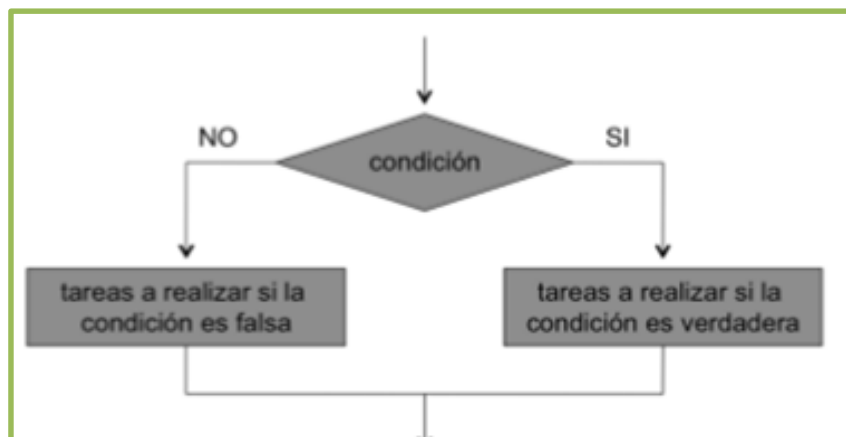 NO
SI
condición
tareas a realizar si la
condición es falsa
tareas a realizar si la
condición es verdadera